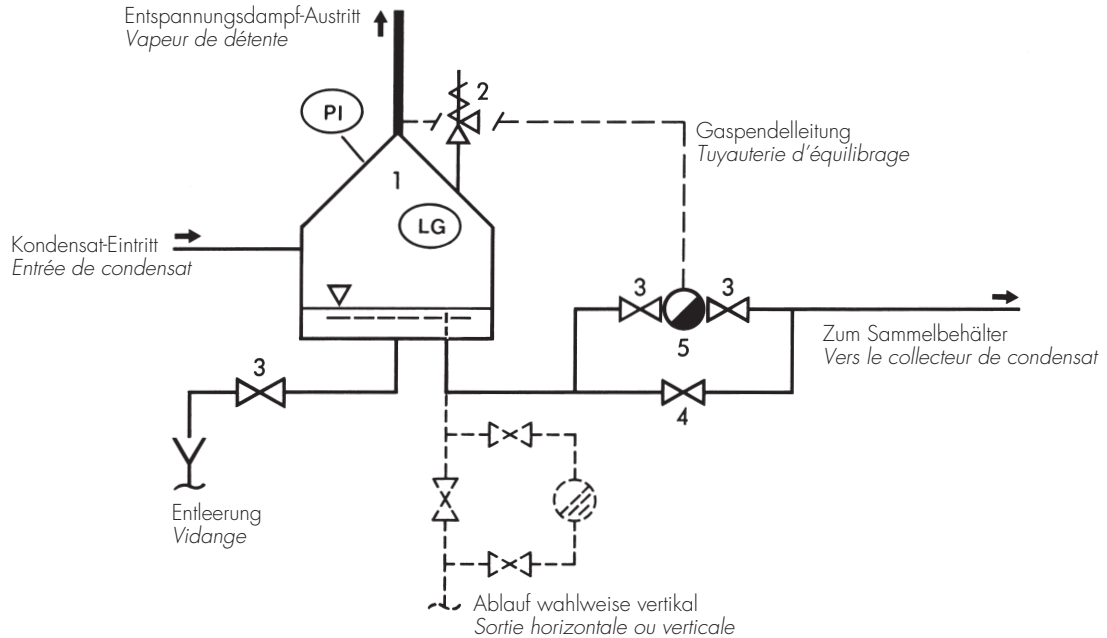 Entspannungsdampf-Austritt
Vapeur de détente
2
PI
Gaspendelleitung
Tuyauterie d'équilibrage
1
LG
Kondensat-Eintritt
Entrée de condensat
3
3
5
Zum Sammelbehälter
Vers le collecteur de condensat
3
4
Entleerung
Vidange
Ablauf wahlweise vertikal
Sortie horizontale ou verticale